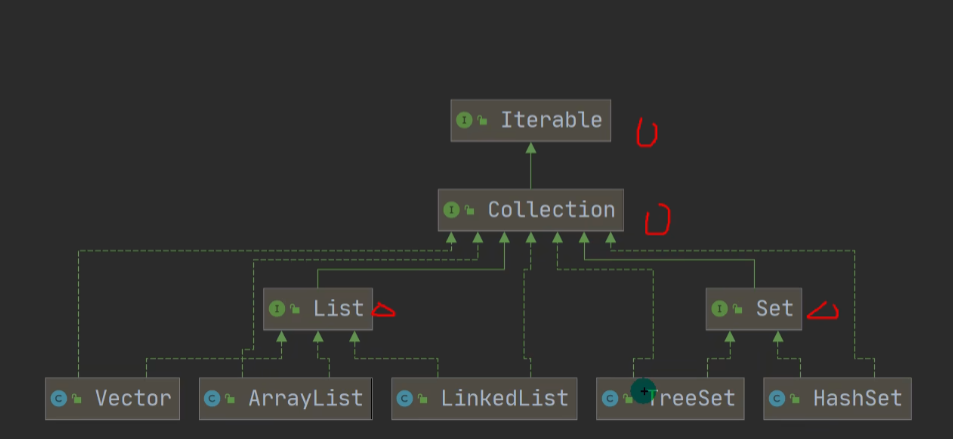 Iterable
Collection
List
Set
Vector
ArrayList
LinkedList
TreeSet
HashSet